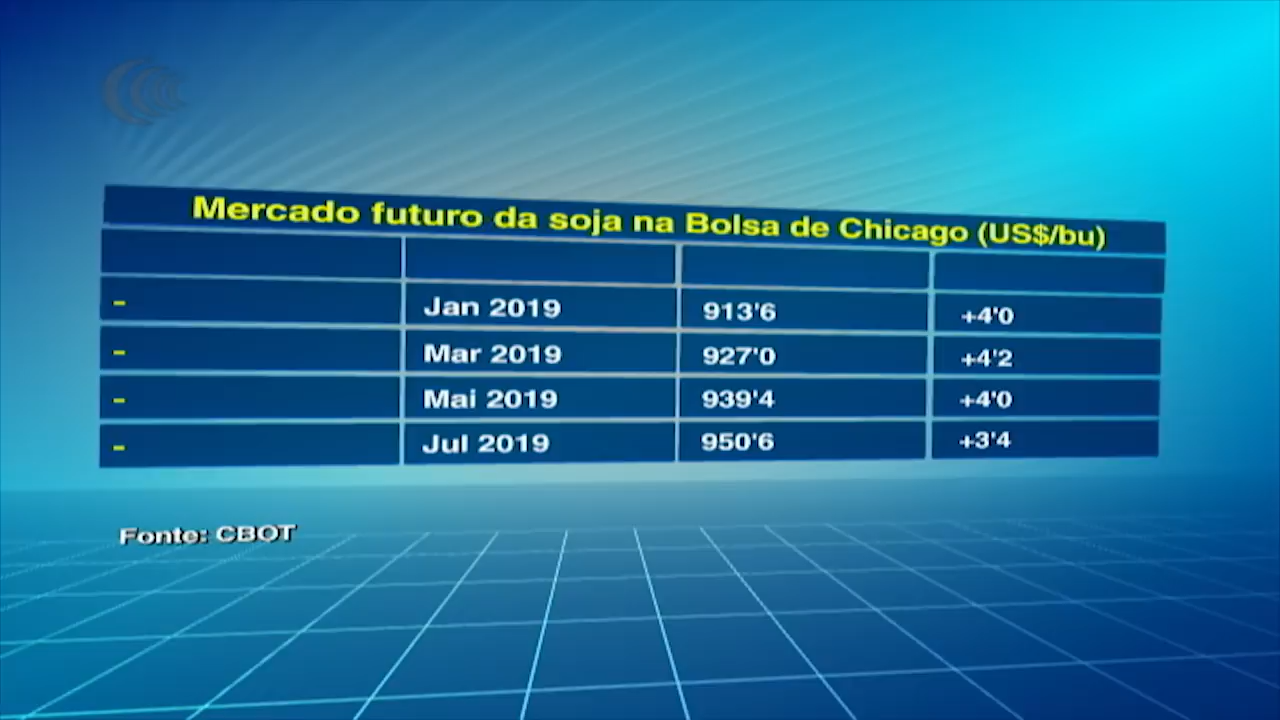 Mercado futuro da soja na Bolsa de Chicago (US$/bu)
- Jan 2019 913'6 +4'0
- Mar 2019 927'0 +4'2
- Mai 2019 939'4 +4'0
- Jul 2019 950'6 +3'4
Fonte: CBOT